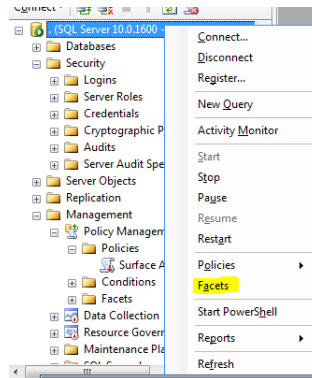 Connect
. (SQL Server 10.0.1600 -
Databases
Security
Logins
Server Roles
Credentials
Cryptographic P
Audits
Server Audit Spe
Server Objects
Replication
Management
Policy Managem
Policies
Surface A
Conditions
Facets
Data Collection
Resource Govern
Maintenance Pla
Connect...
Disconnect
Register...
New Query
Activity Monitor
Start
Stop
Pause
Resume
Restart
Policies
Facets
Start PowerShell
Reports
Refresh